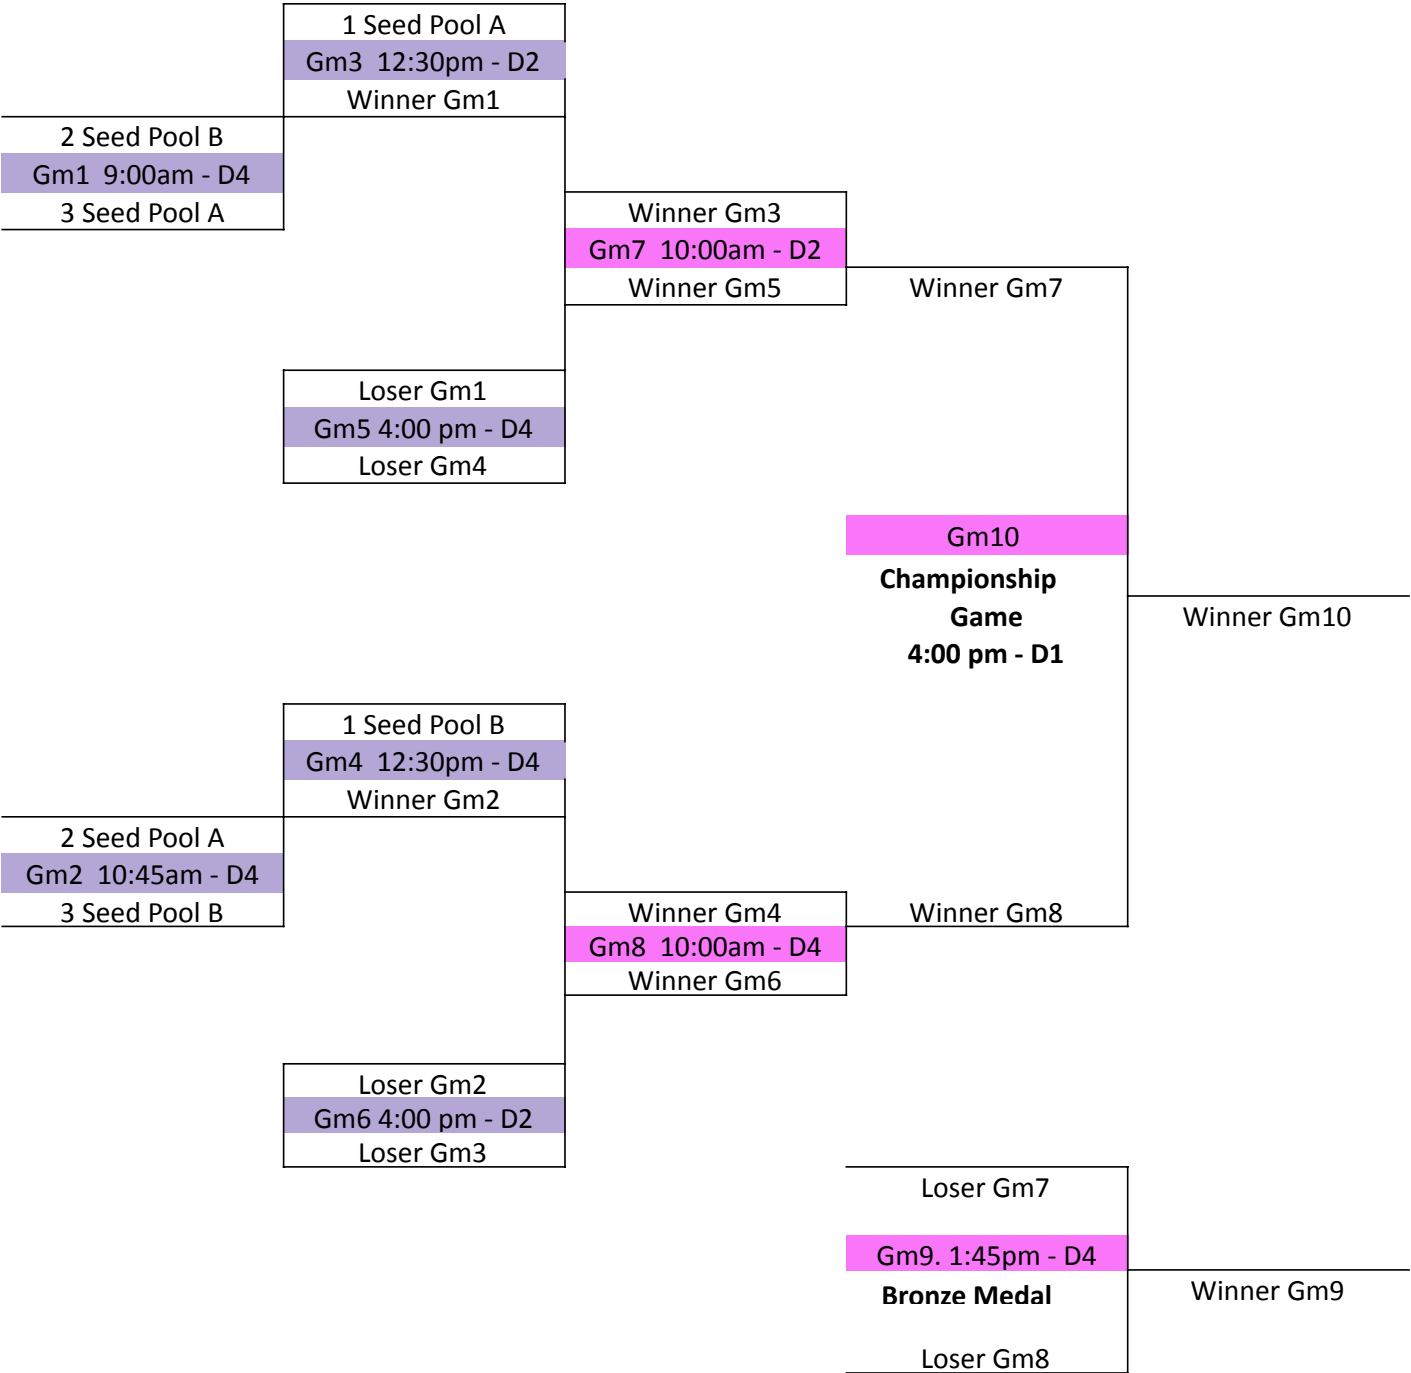 1 Seed Pool A
Gm3  12:30pm - D2
Winner Gm1
2 Seed Pool B
Gm1  9:00am - D4
3 Seed Pool A
Winner Gm3
Gm7  10:00am - D2
Winner Gm5
Winner Gm7
Loser Gm1
Gm5 4:00 pm - D4
Loser Gm4
Gm10
Championship
Game
4:00 pm - D1
Winner Gm10
1 Seed Pool B
Gm4  12:30pm - D4
Winner Gm2
2 Seed Pool A
Gm2  10:45am - D4
3 Seed Pool B
Winner Gm4
Gm8  10:00am - D4
Winner Gm6
Winner Gm8
Loser Gm2
Gm6 4:00 pm - D2
Loser Gm3
Loser Gm7
Gm9. 1:45pm - D4
Bronze Medal
Winner Gm9
Loser Gm8